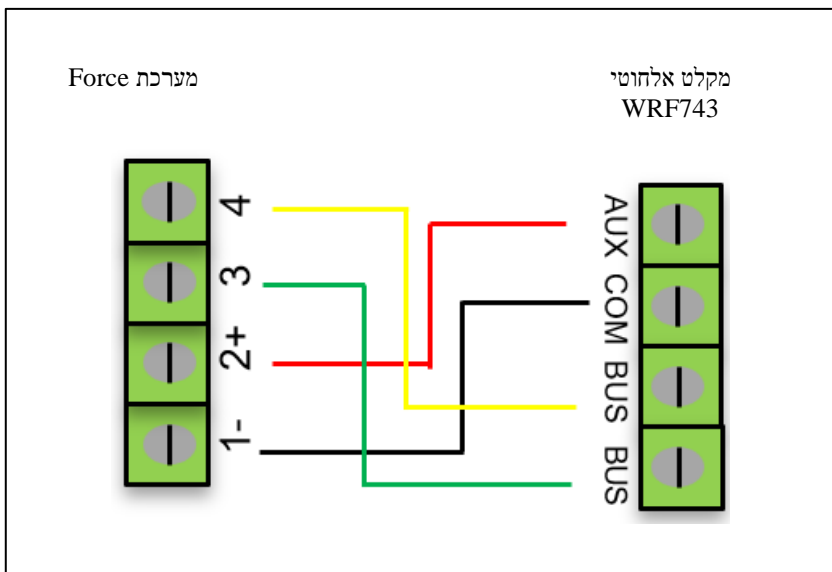 מקלט אלחוטי
WRF743
מערכת Force
4
3
2+
1-
AUX
COM
BUS
BUS